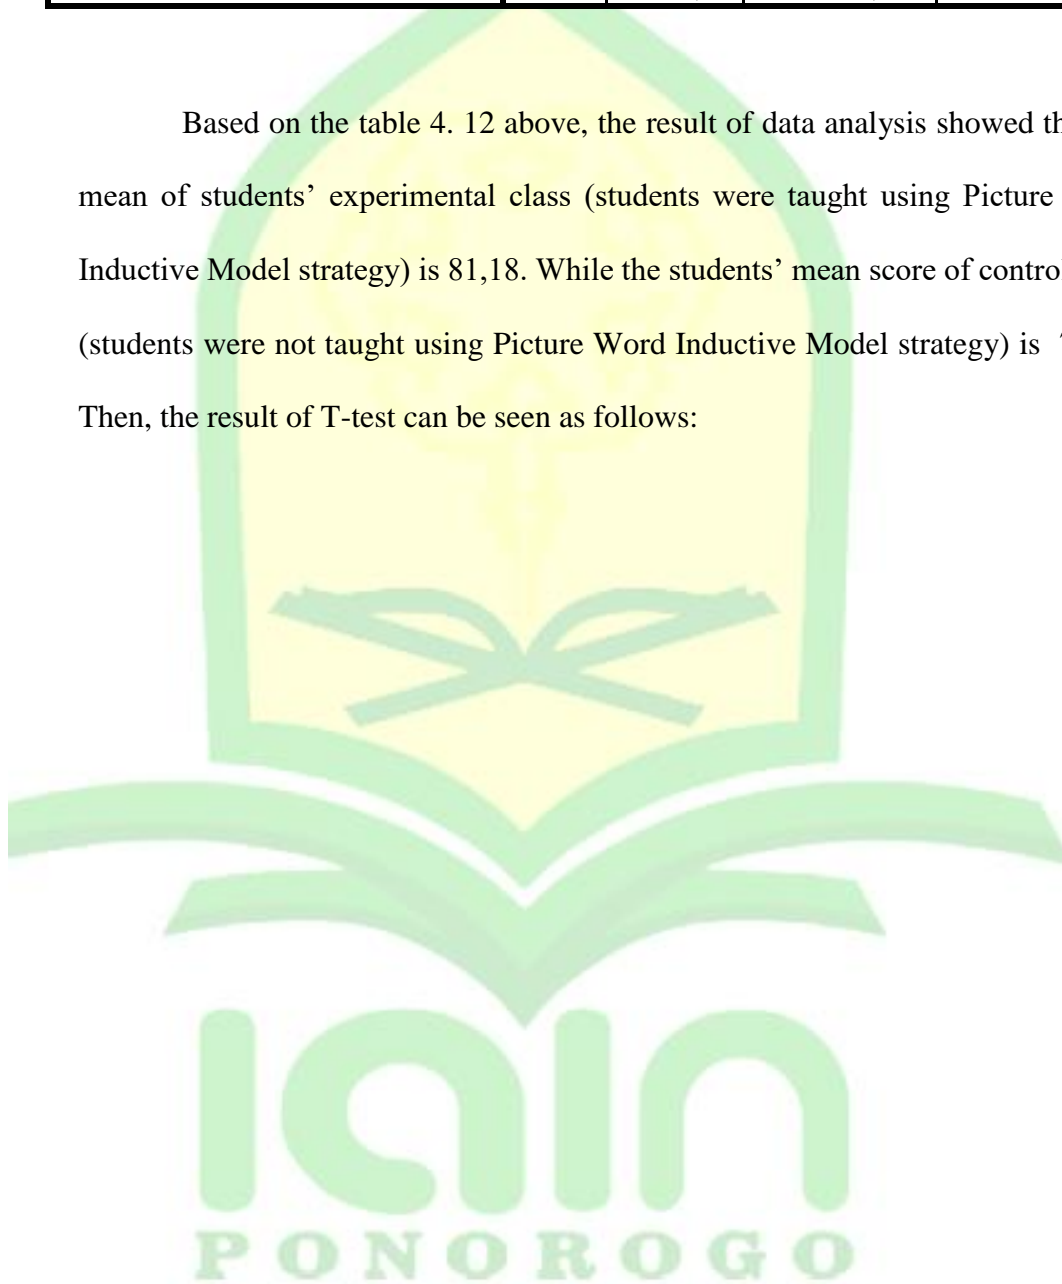 Based on the table 4. 12 above, the result of data analysis showed
mean of students’ experimental class (students were taught using Picture
Inductive Model strategy) is 81,18. While the students’ mean score of
(students were not taught using Picture Word Inductive Model strategy) is
Then, the result of T-test can be seen as follows:
iain
PONOROGO